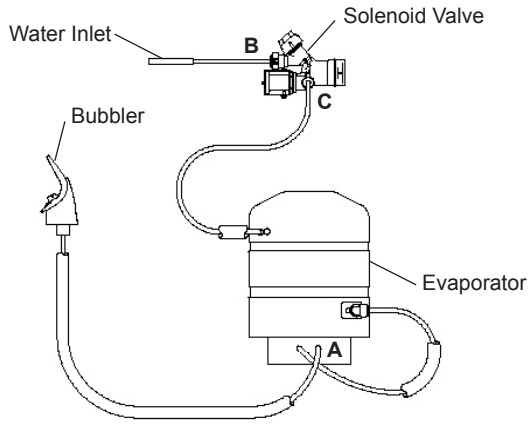 Solenoid Valve
Water Inlet
B
C
Bubbler
Evaporator
A